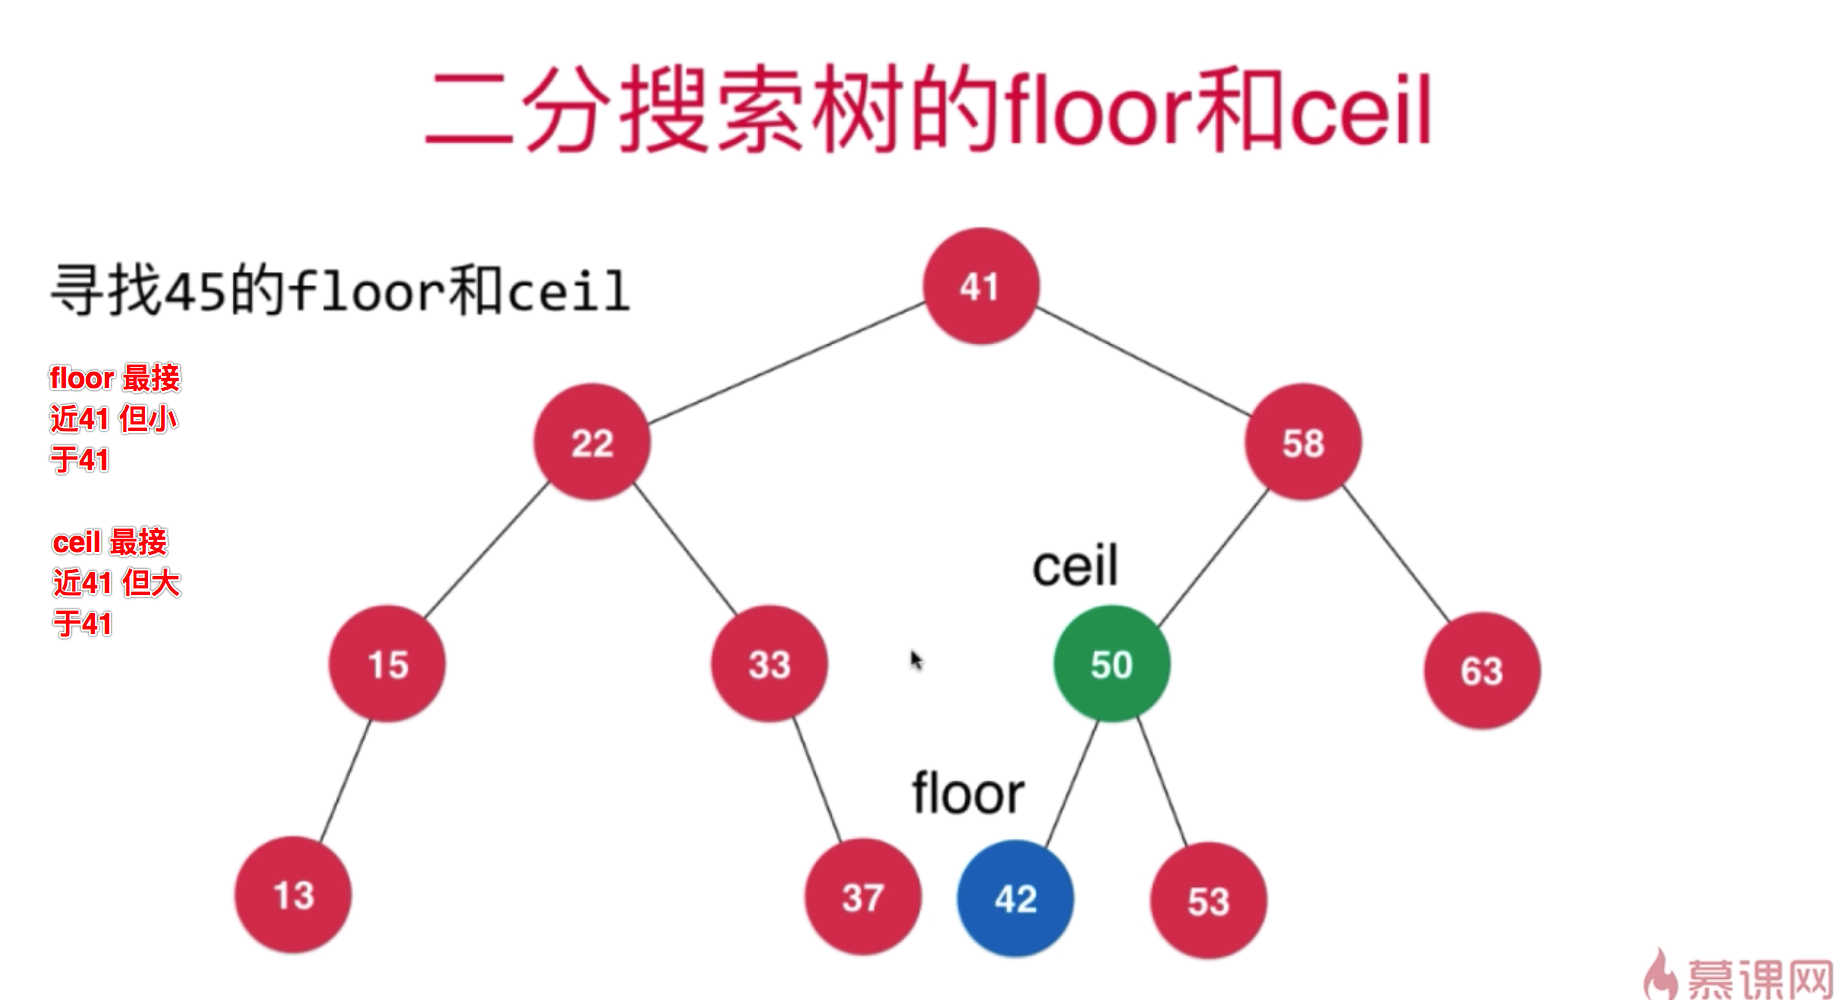 二分搜索树的floor和ceil
寻找45的floor和ceil
floor 最接
近41 但小
于41
ceil 最接
近41 但大
于41
41
22
58
ceil
15
33
50
63
floor
13
37
42
53
慕课网